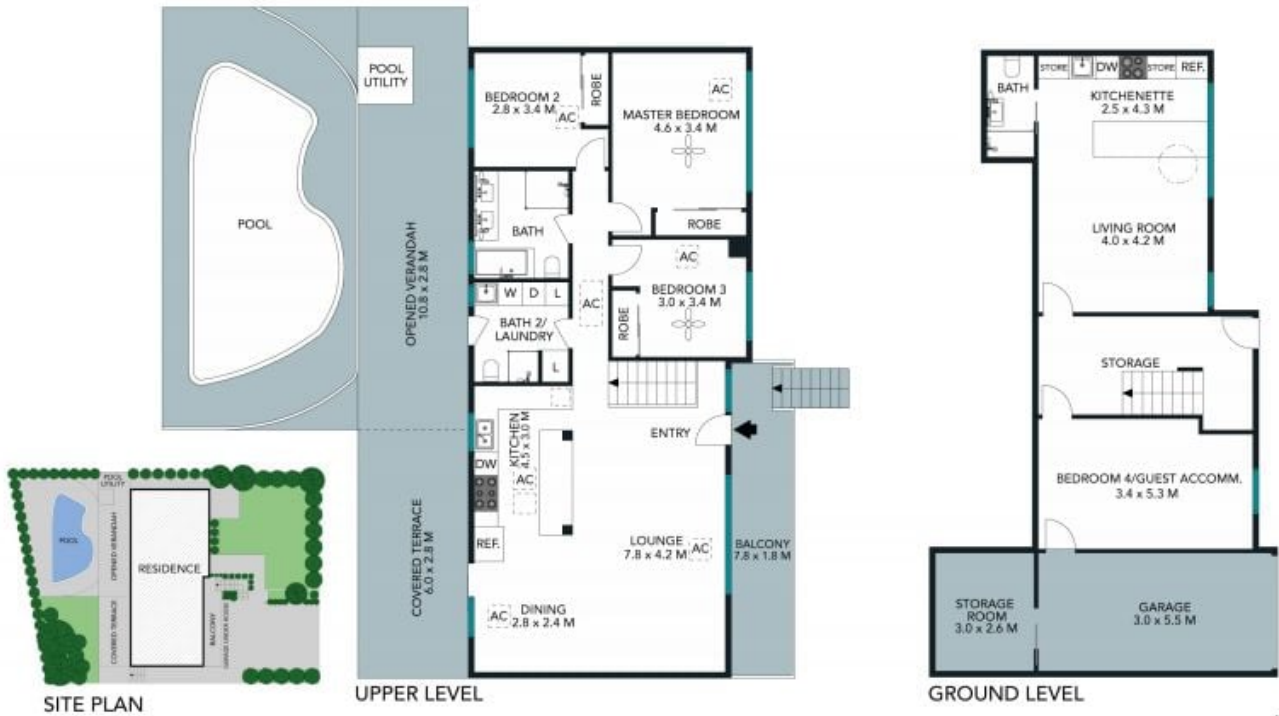 POOL
UTILITY
BEDROOM 2
2.8 x 3.4 M
AC
ROBE
AC
MASTER BEDROOM
4.6 x 3.4 M
ROBE
POOL
OPENED VERANDAH
10.8 x 2.8 M
BATH
AC
BEDROOM 3
3.0 x 3.4 M
ROBE
AC
W D L
BATH 2/
LAUNDRY
L
ENTRY
KITCHEN
4.5 x 3.0 M
DW
AC
REF.
COVERED TERRACE
6.0 x 2.8 M
LOUNGE
7.8 x 4.2 M
AC
BALCONY
7.8 x 1.8 M
AC
DINING
2.8 x 2.4 M
UPPER LEVEL
BATH
STORE
DW
STORE
REF.
KITCHENETTE
2.5 x 4.3 M
LIVING ROOM
4.0 x 4.2 M
STORAGE
BEDROOM 4/GUEST ACCOMM.
3.4 x 5.3 M
STORAGE
ROOM
3.0 x 2.6 M
GARAGE
3.0 x 5.5 M
GROUND LEVEL
POOL
UTILITY
POOL
OPENED VERANDAH
RESIDENCE
COVERED TERRACE
BALCONY
SITE PLAN